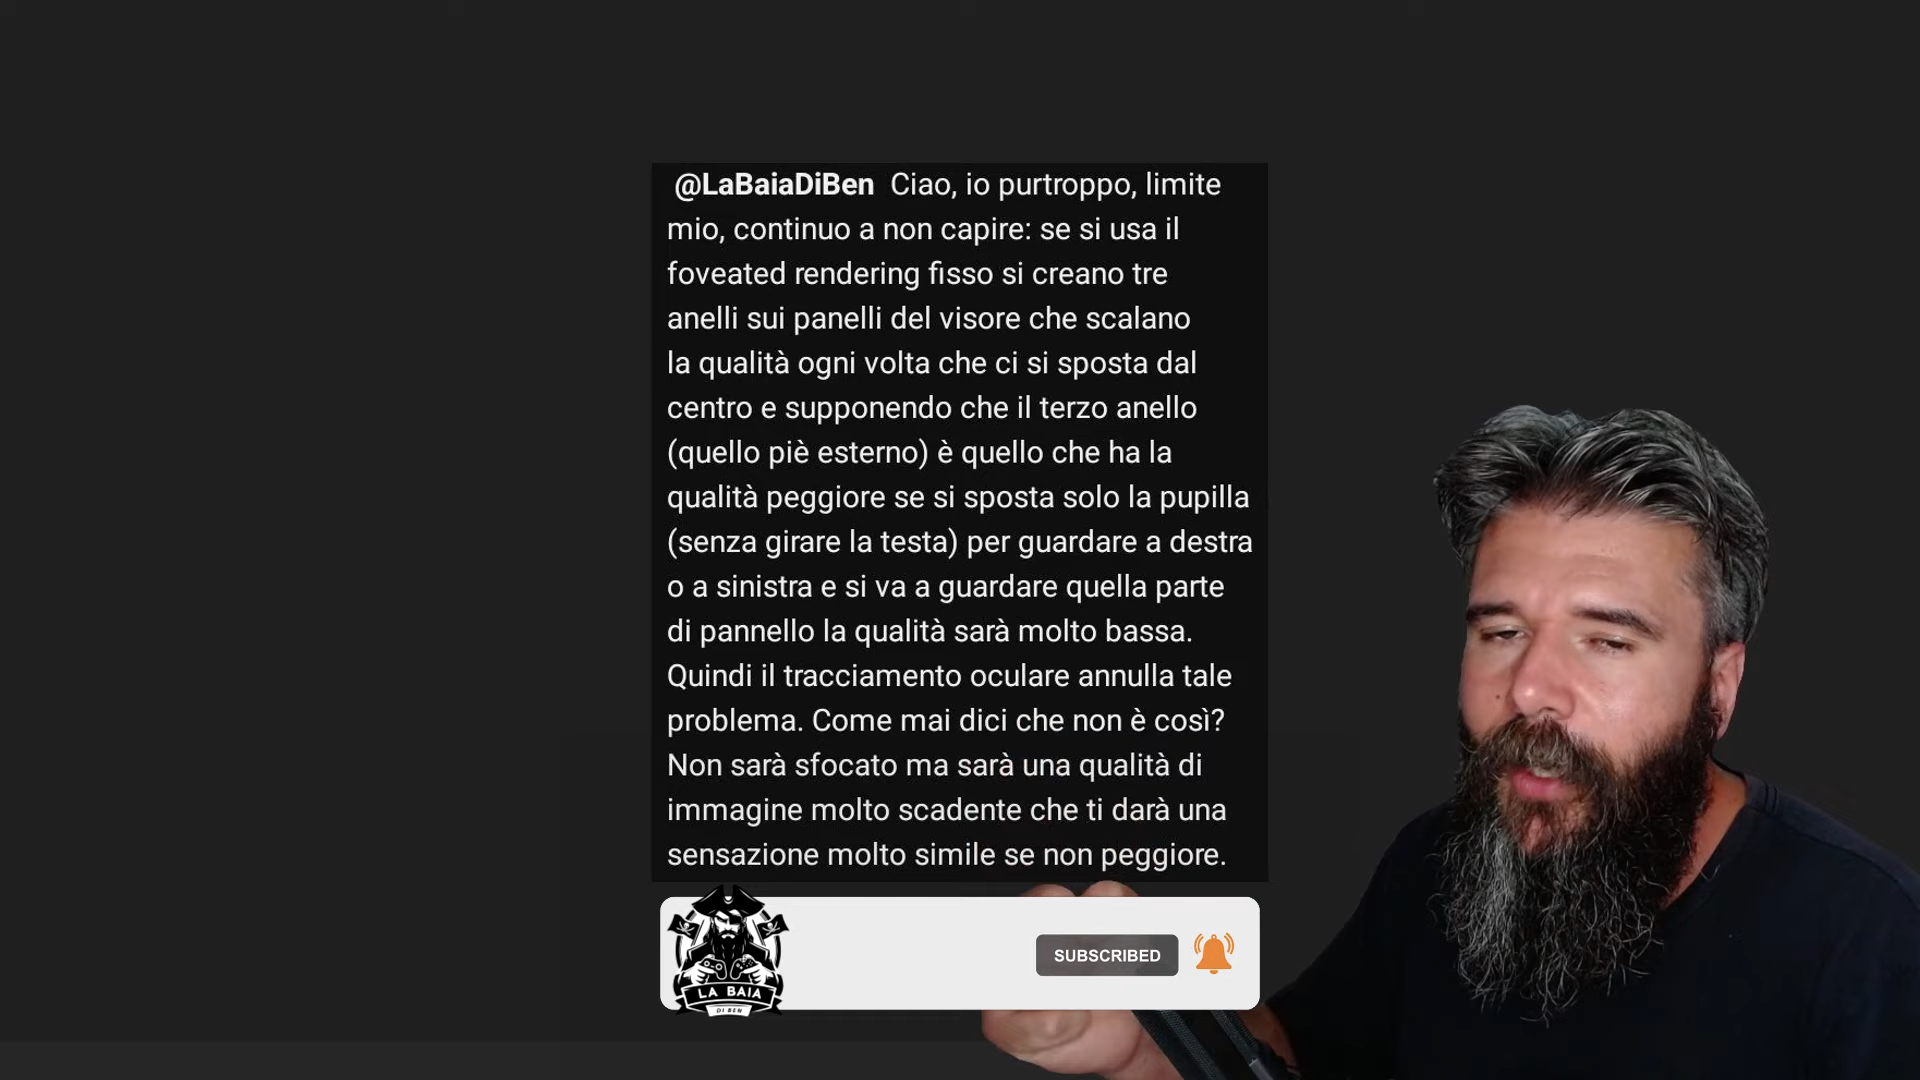 @LaBaiaDiBen Ciao, io purtroppo, limite
mio, continuo a non capire: se si usa il
foveated rendering fisso si creano tre
anelli sui panelli del visore che scalano
la qualità ogni volta che ci si sposta dal
centro e supponendo che il terzo anello
(quello piè esterno) è quello che ha la
qualità peggiore se si sposta solo la pupilla
(senza girare la testa) per guardare a destra
o a sinistra e si va a guardare quella parte
di pannello la qualità sarà molto bassa.
Quindi il tracciamento oculare annulla tale
problema. Come mai dici che non è così?
Non sarà sfocato ma sarà una qualità di
immagine molto scadente che ti darà una
sensazione molto simile se non peggiore.
SUBSCRIBED
LA BAIA
DI BEN